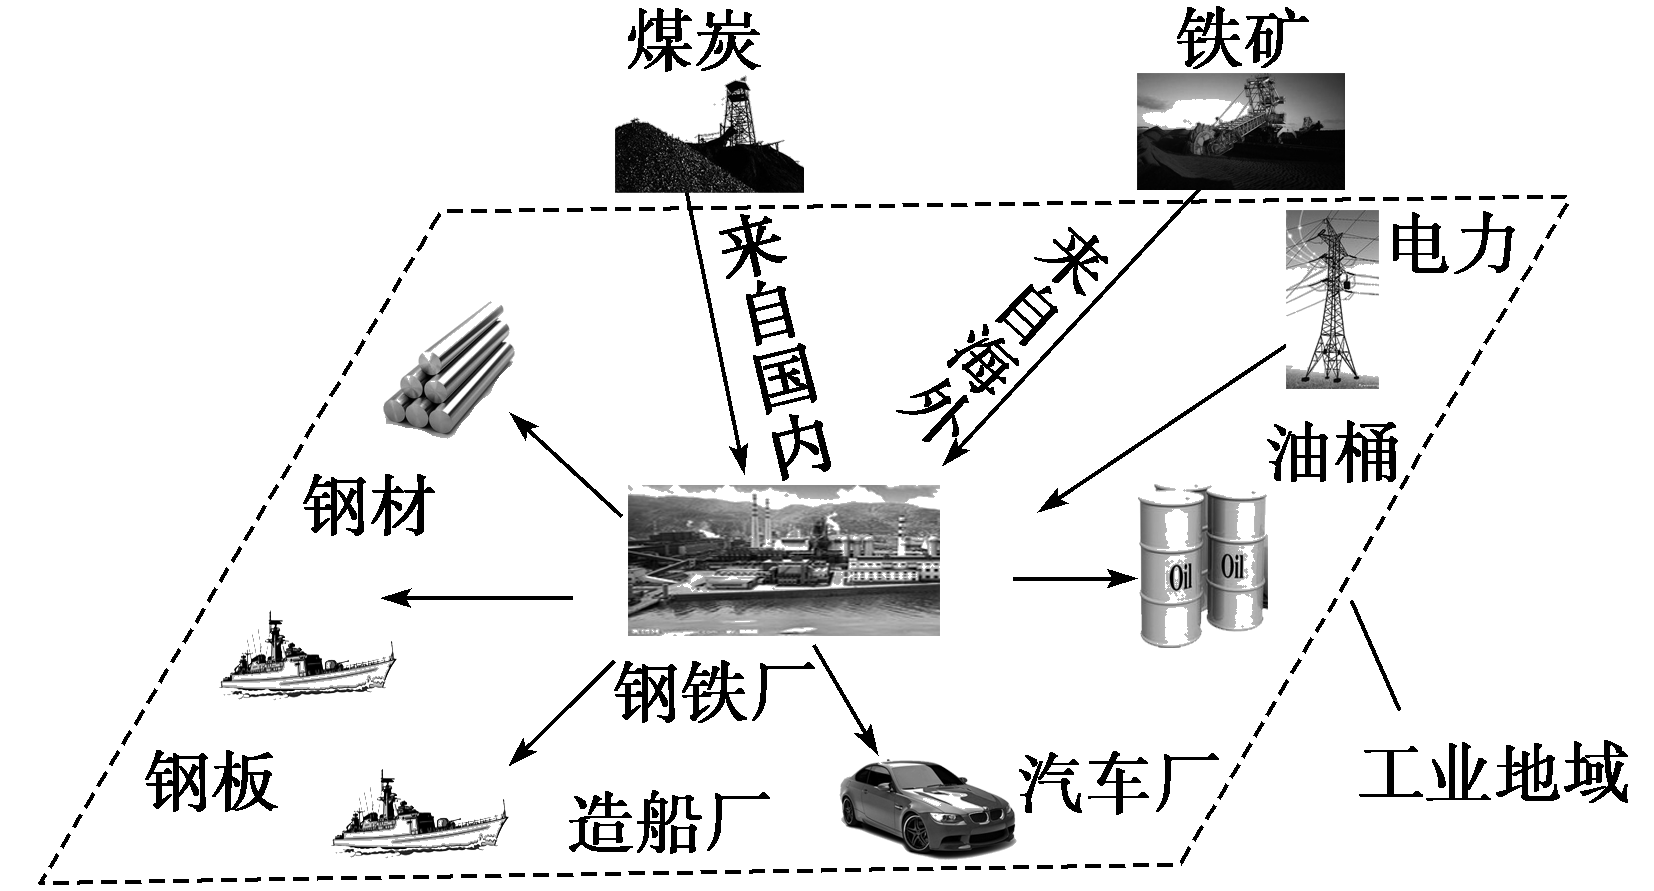 煤炭
铁矿
来自国内
来自海外
电力
油桶
钢材
Oil
Oil
钢铁厂
钢板
造船厂
汽车厂
工业地域